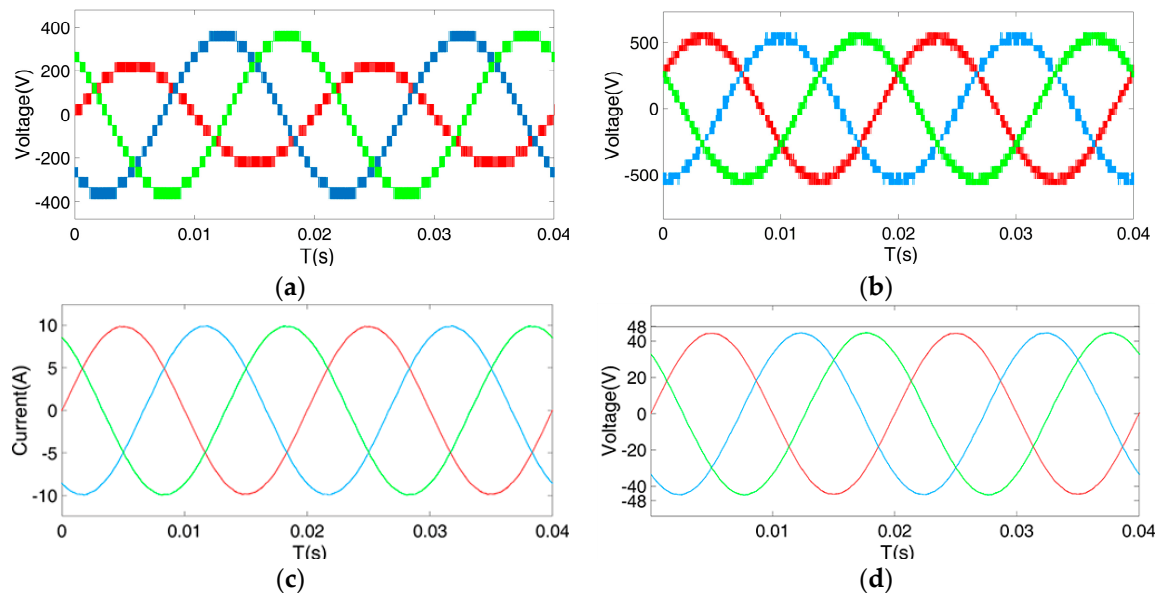 400
200
0
-200
-400
Voltage(V)
0 0.01 0.02 0.03 0.04
T(s)
(a)
500
0
-500
Voltage(V)
0 0.01 0.02 0.03 0.04
T(s)
(b)
10
5
0
-5
-10
Current(A)
0 0.01 0.02 0.03 0.04
T(s)
(c)
48
40
20
0
-20
-40
-48
Voltage(V)
0.01 0.02 0.03 0.04
T(s)
(d)